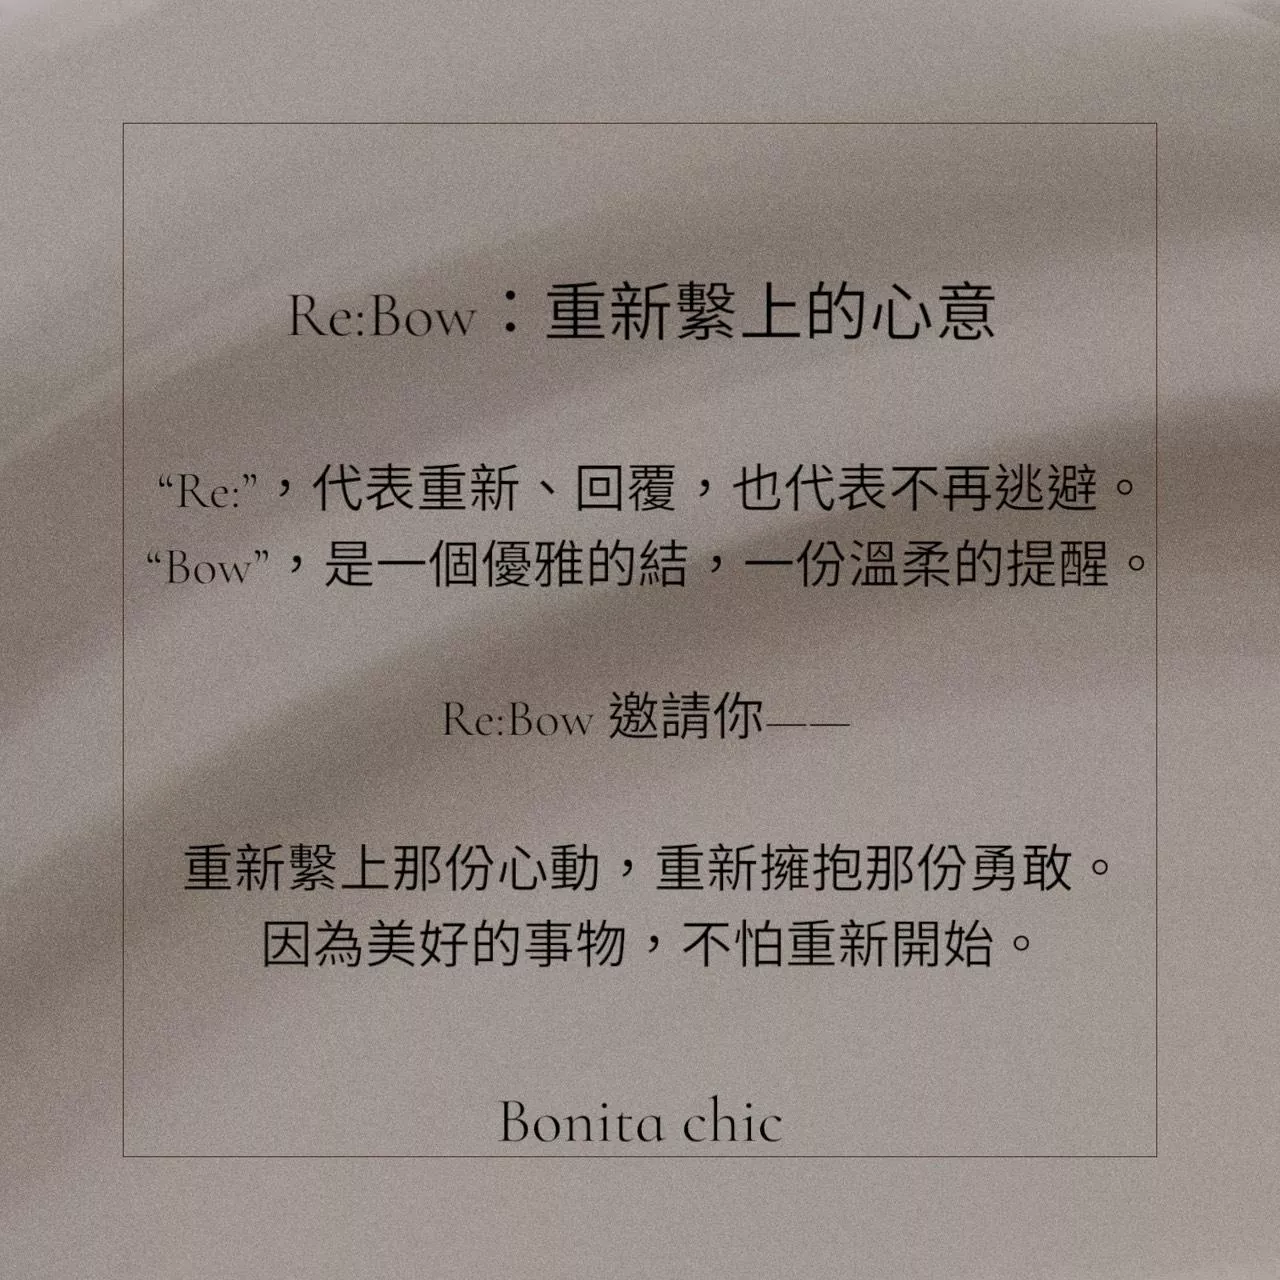 Re:Bow：重新繫上的心意
“Re:”，代表重新、回覆，也代表不再逃避。
“Bow”，是一個優雅的結，一份溫柔的提醒。
Re:Bow 邀請你——
重新繫上那份心動，重新擁抱那份勇敢。
因為美好的事物，不怕重新開始。
Bonita chic